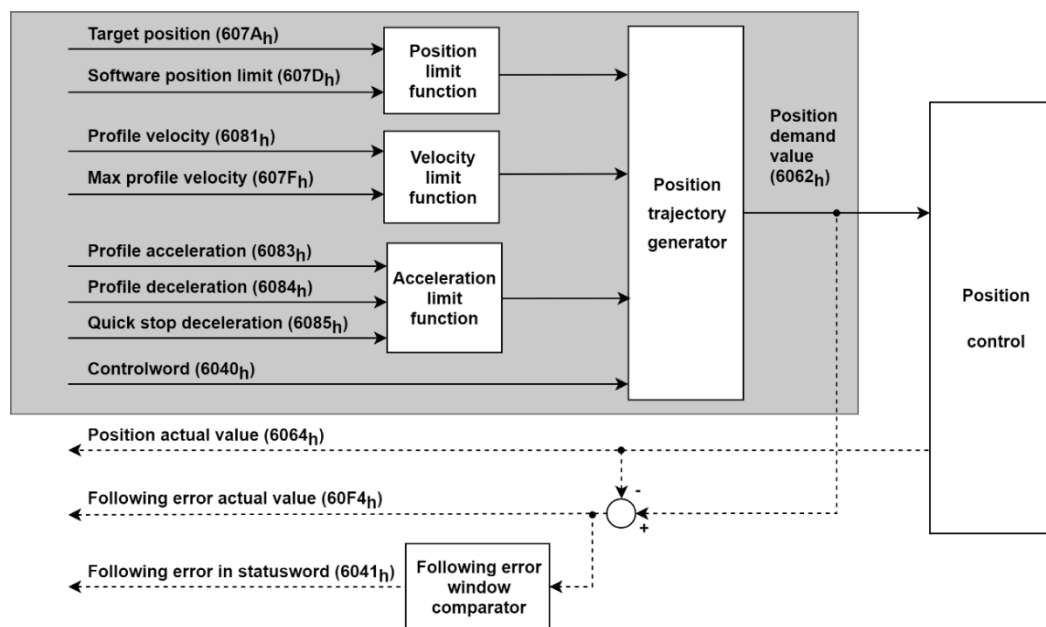 Target position (607Ah)
Software position limit (607Dh)
Position
limit
function
Profile velocity (6081h)
Max profile velocity (607Fh)
Velocity
limit
function
Profile acceleration (6083h)
Profile deceleration (6084h)
Quick stop deceleration (6085h)
Acceleration
limit
function
Controlword (6040h)
Position
trajectory
generator
Position
demand
value
(6062h)
Position
control
Position actual value (6064h)
-
Following error actual value (60F4h)
+
Following error in statusword (6041h)
Following error
window
comparator